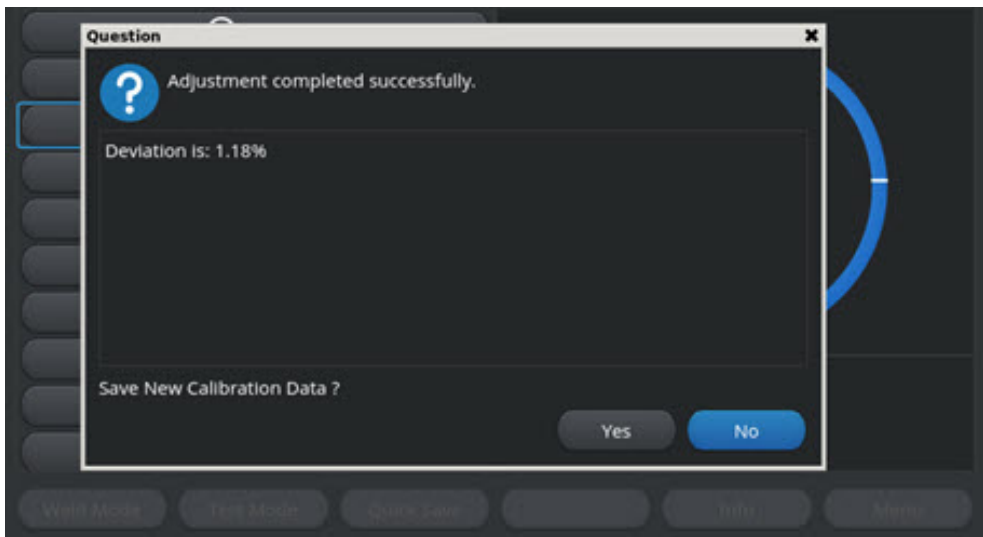 Question
Adjustment completed successfully.
Deviation is: 1.18%
Save New Calibration Data ?
Yes
No
Weld Mode
Test Mode
Quick Save
Info
Menu